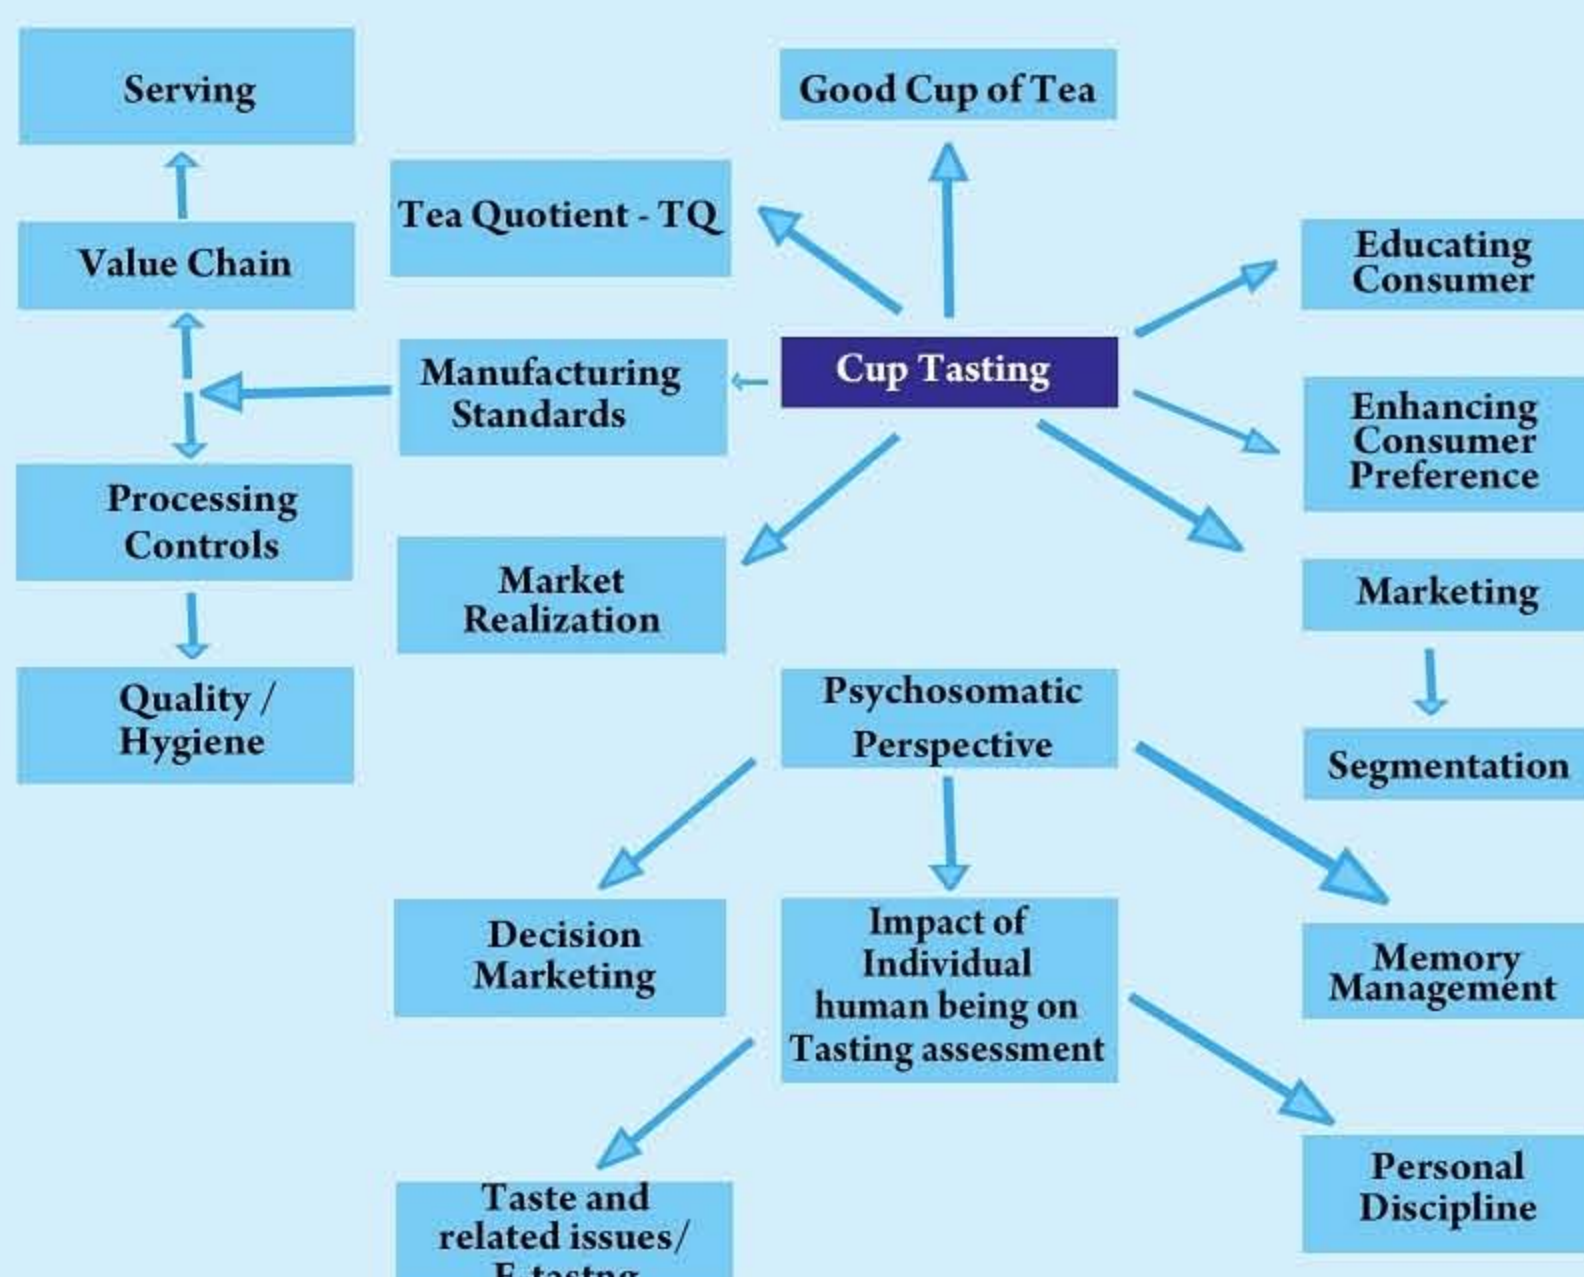 Serving
Good Cup of Tea
Tea Quotient - TQ
Value Chain
Educating
Consumer
Manufacturing
Standards
Cup Tasting
Enhancing
Consumer
Preference
Processing
Controls
Market
Realization
Marketing
Quality /
Hygiene
Psychosomatic
Perspective
Segmentation
Decision
Marketing
Impact of
Individual
human being on
Tasting assessment
Memory
Management
Personal
Discipline
Taste and
related issues/